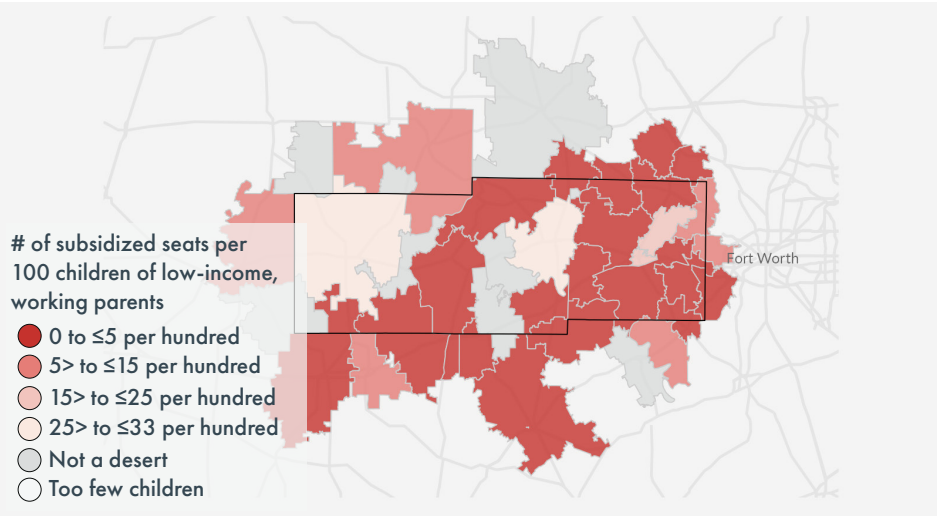 # of subsidized seats per
100 children of low-income,
working parents
0 to ≤5 per hundred
5> to ≤15 per hundred
15> to ≤25 per hundred
25> to ≤33 per hundred
Not a desert
Too few children
Fort Worth